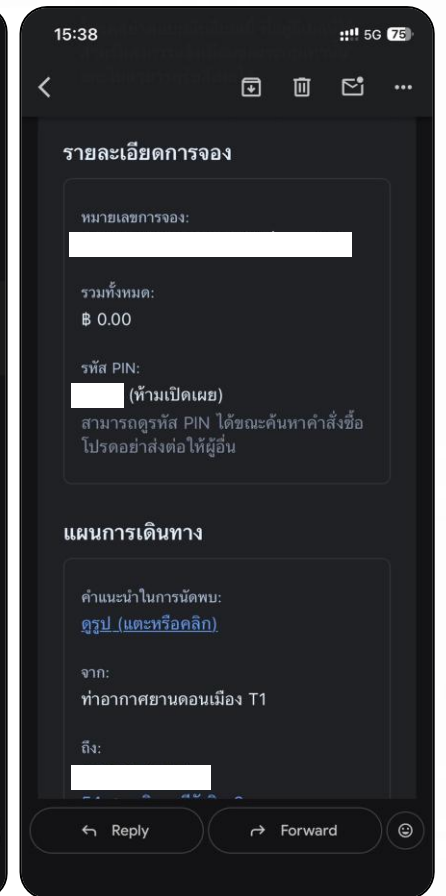 15:38
5G 75
รายละเอียดการจอง
หมายเลขการจอง:
รวมทั้งหมด:
฿ 0.00
รหัส PIN:
(ห้ามเปิดเผย)
สามารถดูรหัส PIN ได้ขณะค้นหาคำสั่งซื้อ
โปรดอย่าส่งต่อให้ผู้อื่น
แผนการเดินทาง
คำแนะนำในการนัดพบ:
ดูรูป (แตะหรือคลิก)
จาก:
ท่าอากาศยานดอนเมือง T1
ถึง:
Reply
Forward